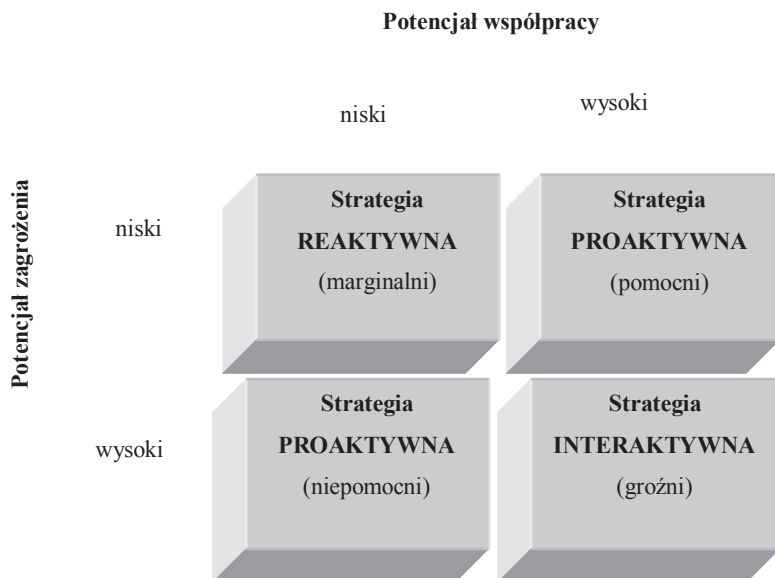 Potencjał współpracy
niski
wysoki
Potencjał zagrożenia
niski
Strategia
REAKTYWNA
(marginalni)
Strategia
PROAKTYWNA
(pomocni)
wysoki
Strategia
PROAKTYWNA
(niepomocni)
Strategia
INTERAKTYWNA
(groźni)